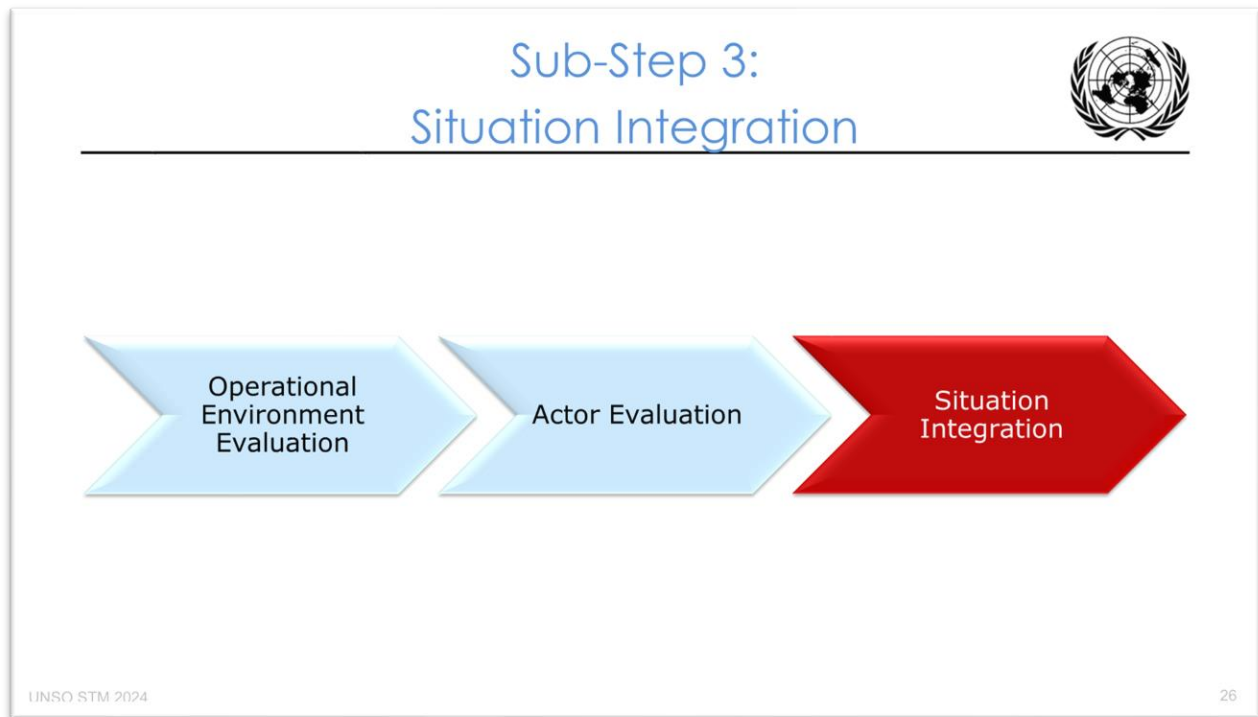 Sub-Step 3:
Situation Integration
Operational
Environment
Evaluation
Actor Evaluation
Situation
Integration
UNSO STM 2024
26